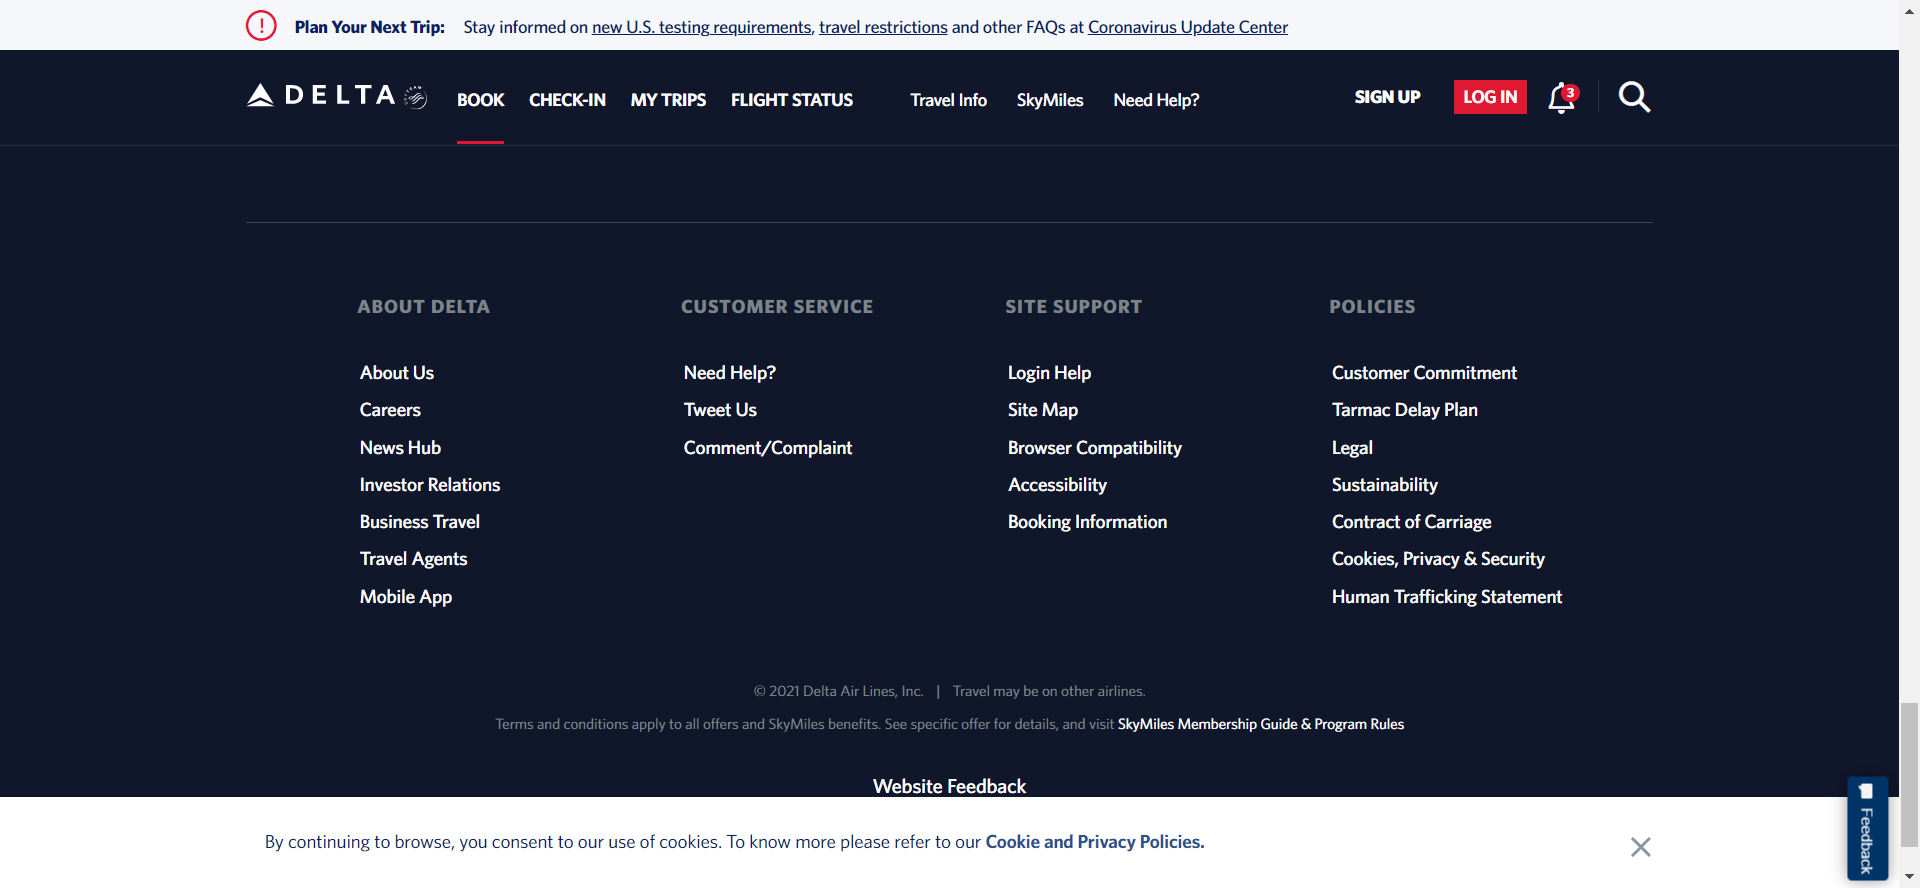 Plan Your Next Trip: Stay informed on new U.S. testing requirements, travel restrictions and other FAQs at Coronavirus Update Center
DELTA BOOK CHECK-IN MY TRIPS FLIGHT STATUS Travel Info SkyMiles Need Help? SIGN UP LOG IN 3
ABOUT DELTA
About Us
Careers
News Hub
Investor Relations
Business Travel
Travel Agents
Mobile App
CUSTOMER SERVICE
Need Help?
Tweet Us
Comment/Complaint
SITE SUPPORT
Login Help
Site Map
Browser Compatibility
Accessibility
Booking Information
POLICIES
Customer Commitment
Tarmac Delay Plan
Legal
Sustainability
Contract of Carriage
Cookies, Privacy & Security
Human Trafficking Statement
© 2021 Delta Air Lines, Inc. | Travel may be on other airlines.
Terms and conditions apply to all offers and SkyMiles benefits. See specific offer for details, and visit SkyMiles Membership Guide & Program Rules
Website Feedback
By continuing to browse, you consent to our use of cookies. To know more please refer to our Cookie and Privacy Policies.
Feedback